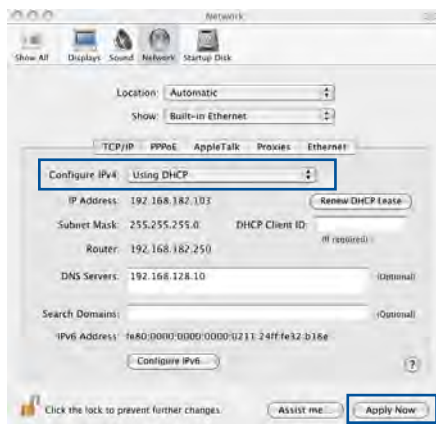 Network
Show All Displays Sound Network Startup Disk
Location: Automatic
Show: Built-in Ethernet
TCP/IP PPPoE AppleTalk Proxies Ethernet
Configure IPv4: Using DHCP
IP Address: 192.168.182.103 Renew DHCP Lease
Subnet Mask: 255.255.255.0 DHCP Client ID:
(If required)
Router: 192.168.182.250
DNS Servers: 192.168.128.10 (Optional)
Search Domains: (Optional)
IPv6 Address: fe80:0000:0000:0000:0211:24ff:fe32:b18e
Configure IPv6... ?
Click the lock to prevent further changes. Assist me... Apply Now